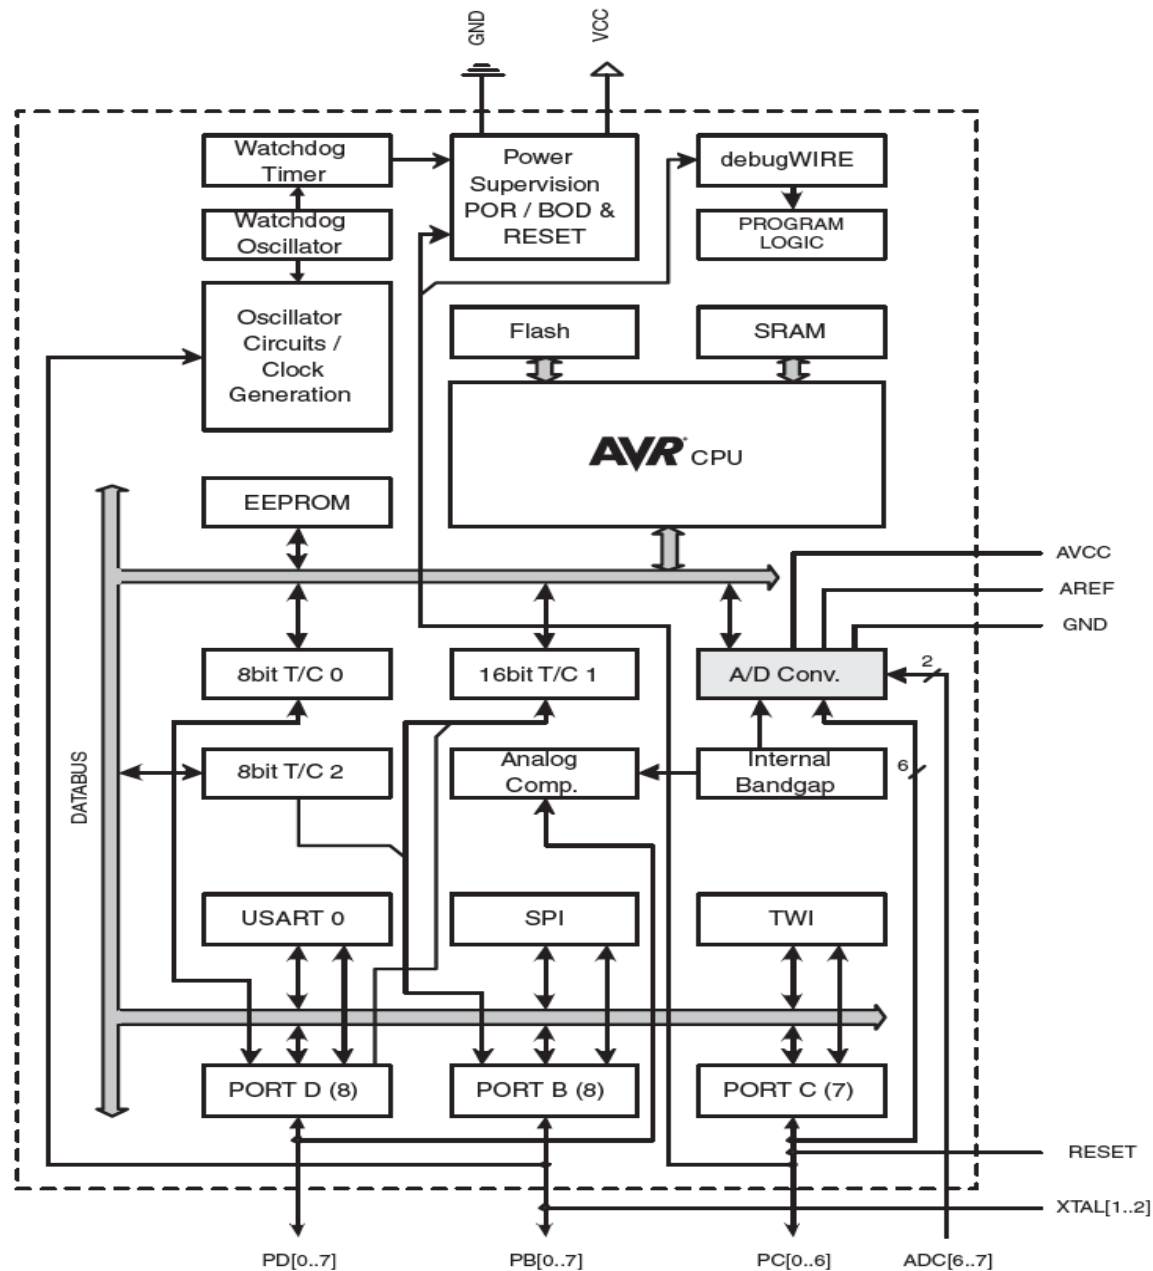 GND
VCC
Watchdog
Timer
Power
Supervision
POR / BOD &
RESET
debugWIRE
Watchdog
Oscillator
PROGRAM
LOGIC
Oscillator
Circuits /
Clock
Generation
Flash
SRAM
AVR CPU
EEPROM
AVCC
AREF
GND
8bit T/C 0
16bit T/C 1
A/D Conv.
2
DATABUS
8bit T/C 2
Analog
Comp.
Internal
Bandgap
6
USART 0
SPI
TWI
PORT D (8)
PORT B (8)
PORT C (7)
RESET
XTAL[1..2]
PD[0..7]
PB[0..7]
PC[0..6]
ADC[6..7]